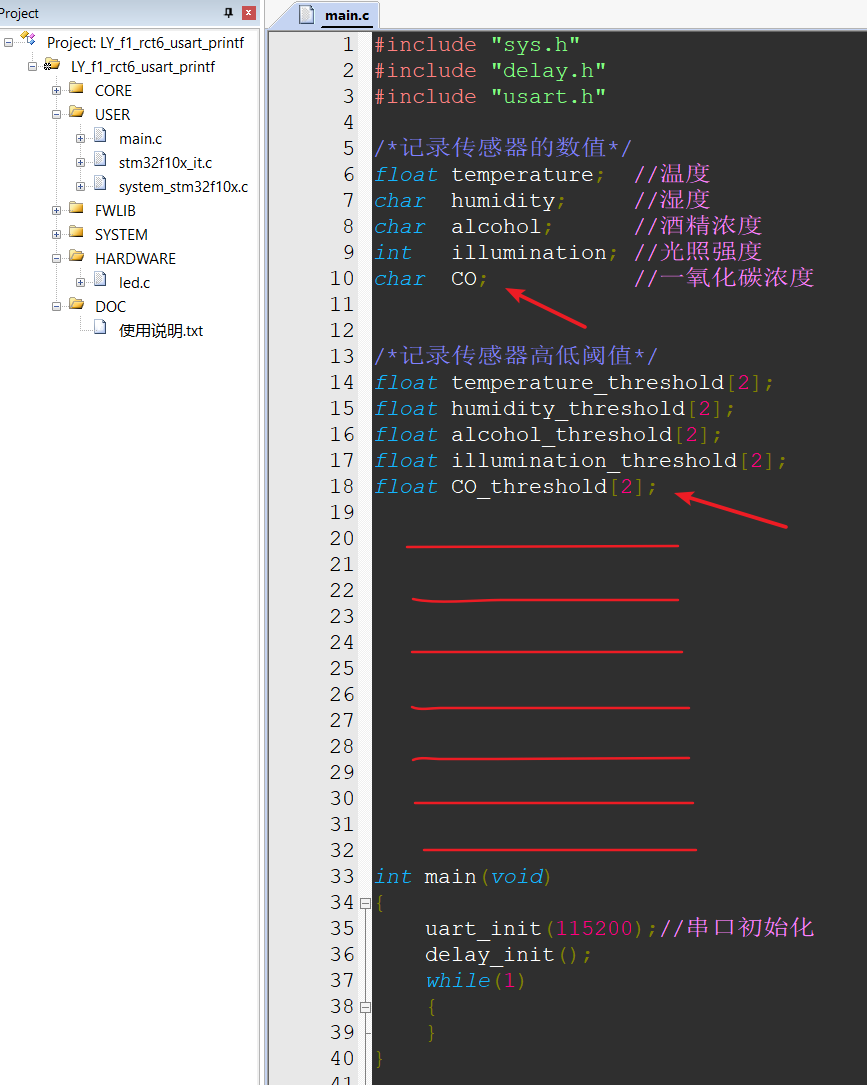 Project
Project: LY_f1_rct6_usart_printf
LY_f1_rct6_usart_printf
CORE
USER
main.c
stm32f10x_it.c
system_stm32f10x.c
FWLIB
SYSTEM
HARDWARE
led.c
DOC
使用说明.txt
main.c
1 #include "sys.h"
2 #include "delay.h"
3 #include "usart.h"
4
5 /*记录传感器的数值*/
6 float temperature;  //温度
7 char  humidity;     //湿度
8 char  alcohol;      //酒精浓度
9 int   illumination; //光照强度
10 char  CO;           //一氧化碳浓度
11
12
13 /*记录传感器高低阈值*/
14 float temperature_threshold[2];
15 float humidity_threshold[2];
16 float alcohol_threshold[2];
17 float illumination_threshold[2];
18 float CO_threshold[2];
19
20
21
22
23
24
25
26
27
28
29
30
31
32
33 int main(void)
34 {
35     uart_init(115200);//串口初始化
36     delay_init();
37     while(1)
38     {
39     }
40 }
41